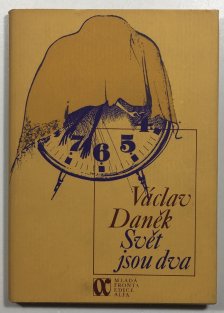 4
5
6
7
Václav
Daněk
Svět
jsou dva
MLADÁ
FRONTA
EDICE
ALFA